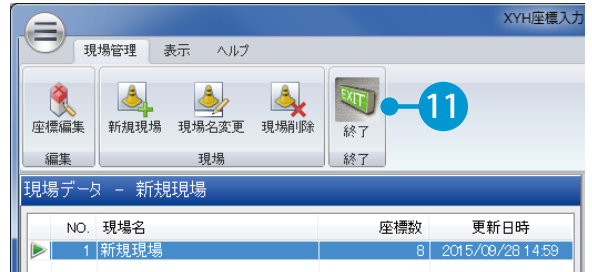 XYH座標入力
現場管理 表示 ヘルプ
EXIT
11
座標編集 新規現場 現場名変更 現場削除 終了
編集 現場 終了
現場データ － 新規現場
NO. 現場名 座標数 更新日時
1 新規現場 8 2015/09/28 14:59